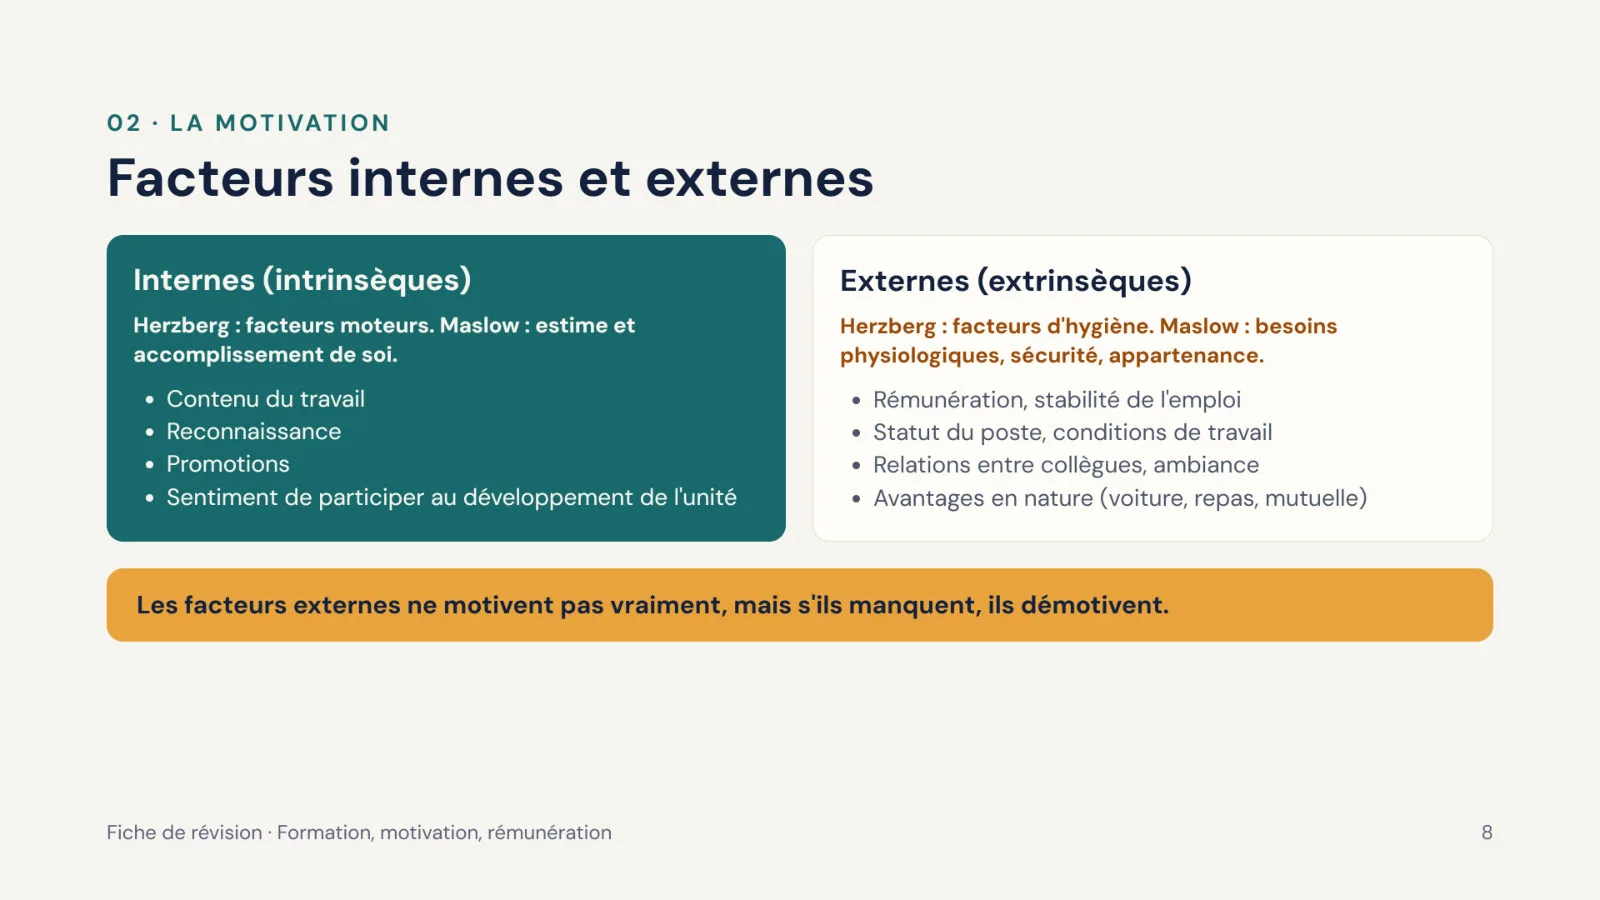 02 · LA MOTIVATION
Facteurs internes et externes
Internes (intrinsèques)
Herzberg : facteurs moteurs. Maslow : estime et
accomplissement de soi.
• Contenu du travail
• Reconnaissance
• Promotions
• Sentiment de participer au développement de l'unité
Externes (extrinsèques)
Herzberg : facteurs d'hygiène. Maslow : besoins
physiologiques, sécurité, appartenance.
• Rémunération, stabilité de l'emploi
• Statut du poste, conditions de travail
• Relations entre collègues, ambiance
• Avantages en nature (voiture, repas, mutuelle)
Les facteurs externes ne motivent pas vraiment, mais s'ils manquent, ils démotivent.
Fiche de révision · Formation, motivation, rémunération
8